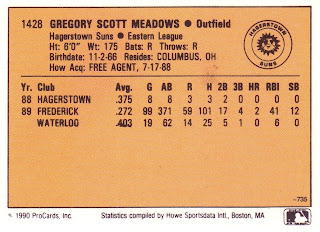 1428 GREGORY SCOTT MEADOWS ● Outfield
Hagerstown Suns ● Eastern League
Ht: 6'0" Wt: 175 Bats: R Throws: R
Birthdate: 11-2-66 Resides: COLUMBUS, OH
How Acq: FREE AGENT, 7-17-88
HAGERSTOWN
SUNS
Yr. Club Avg. G AB R H 2B 3B HR RBI SB
88 HAGERSTOWN .375 8 8 3 3 2 0 0 0 0
89 FREDERICK .272 99 371 59 101 17 4 2 41 12
WATERLOO .403 19 62 14 25 5 1 0 6 0
-735
© 1990 ProCards, Inc. Statistics compiled by Howe Sportsdata Intl., Boston, MA